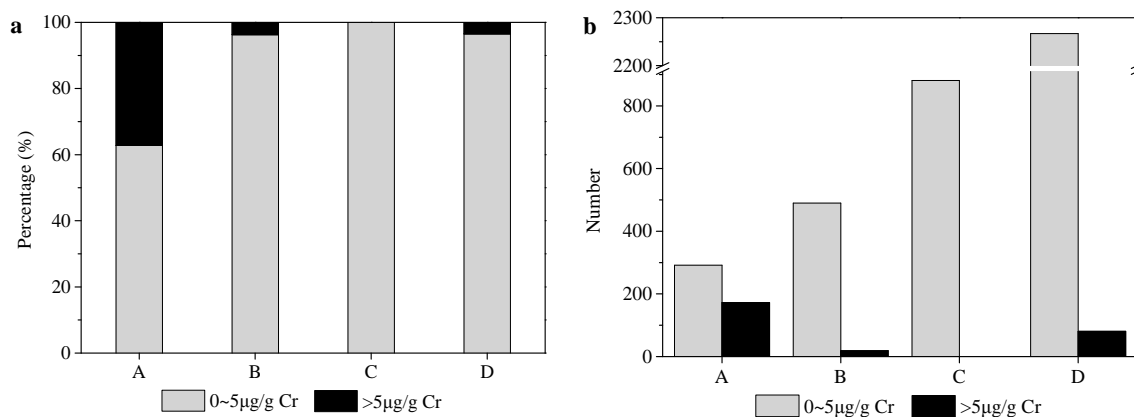 a
100
80
60
40
20
0
Percentage (%)
A B C D
0~5μg/g Cr >5μg/g Cr
b
2300
2200
800
600
400
200
0
Number
A B C D
0~5μg/g Cr >5μg/g Cr